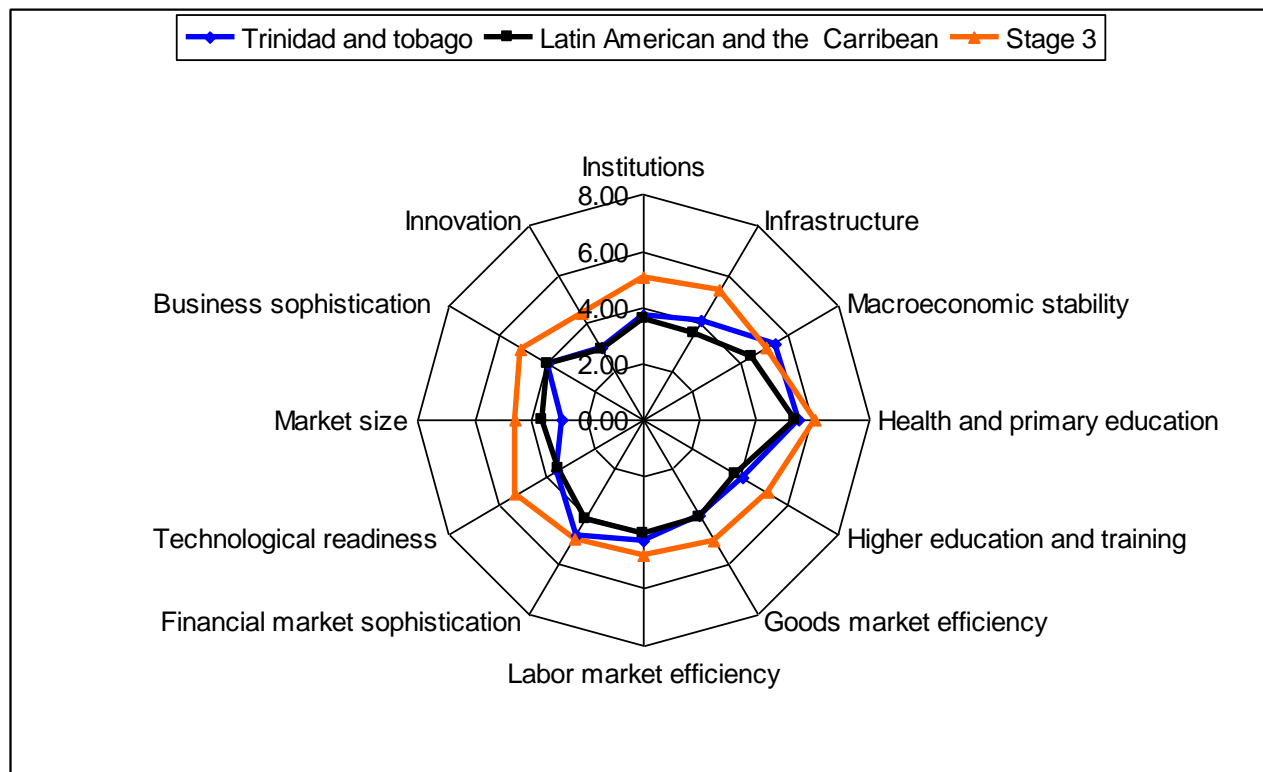 Trinidad and tobago Latin American and the Carribean Stage 3
Institutions
8.00
Innovation Infrastructure
6.00
Business sophistication Macroeconomic stability
4.00
2.00
Market size 0.00 Health and primary education
Technological readiness Higher education and training
Financial market sophistication Goods market efficiency
Labor market efficiency